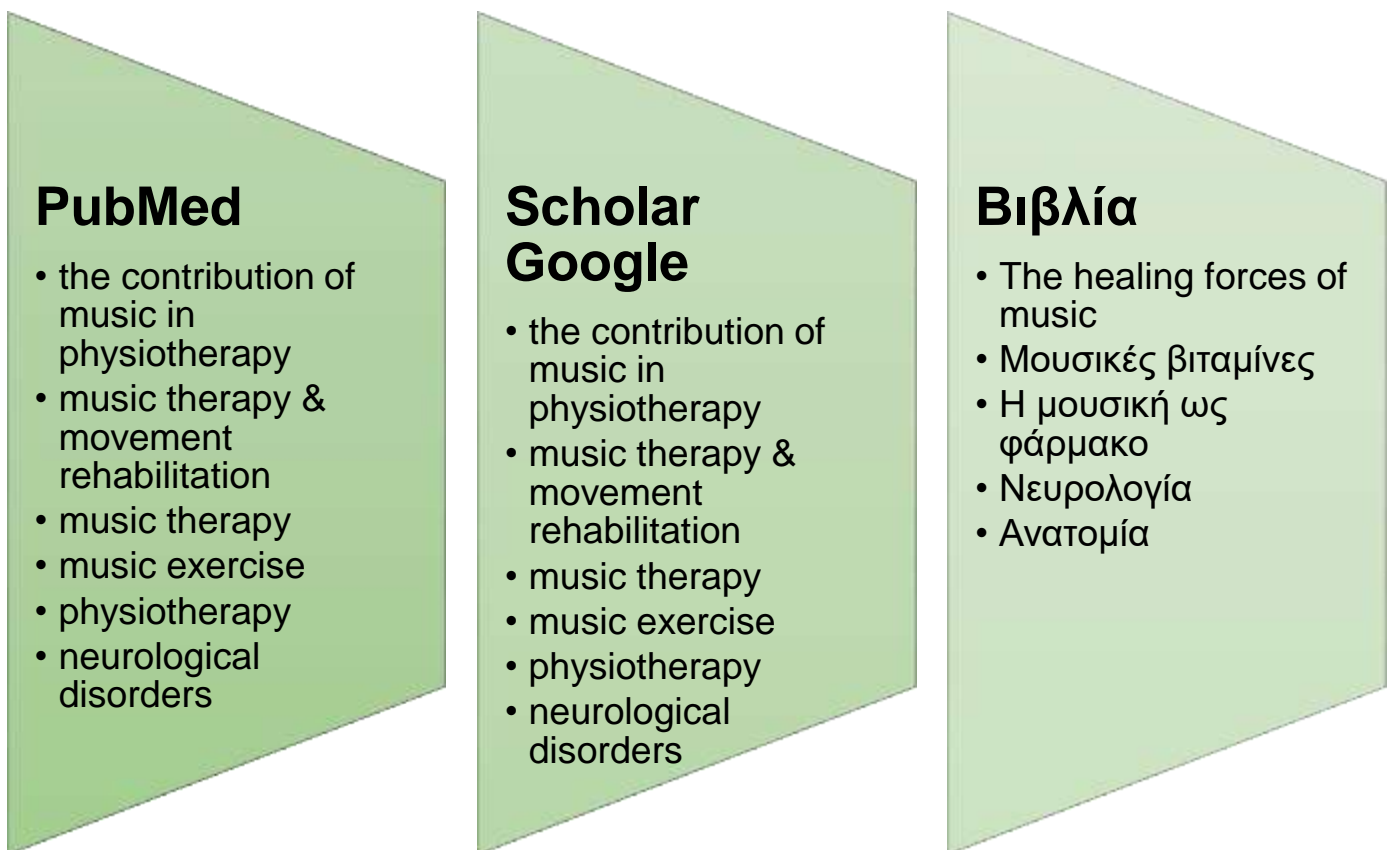 PubMed
• the contribution of
music in
physiotherapy
• music therapy &
movement
rehabilitation
• music therapy
• music exercise
• physiotherapy
• neurological
disorders
Scholar
Google
• the contribution of
music in
physiotherapy
• music therapy &
movement
rehabilitation
• music therapy
• music exercise
• physiotherapy
• neurological
disorders
Βιβλία
• The healing forces of
music
• Μουσικές βιταμίνες
• Η μουσική ως
φάρμακο
• Νευρολογία
• Ανατομία